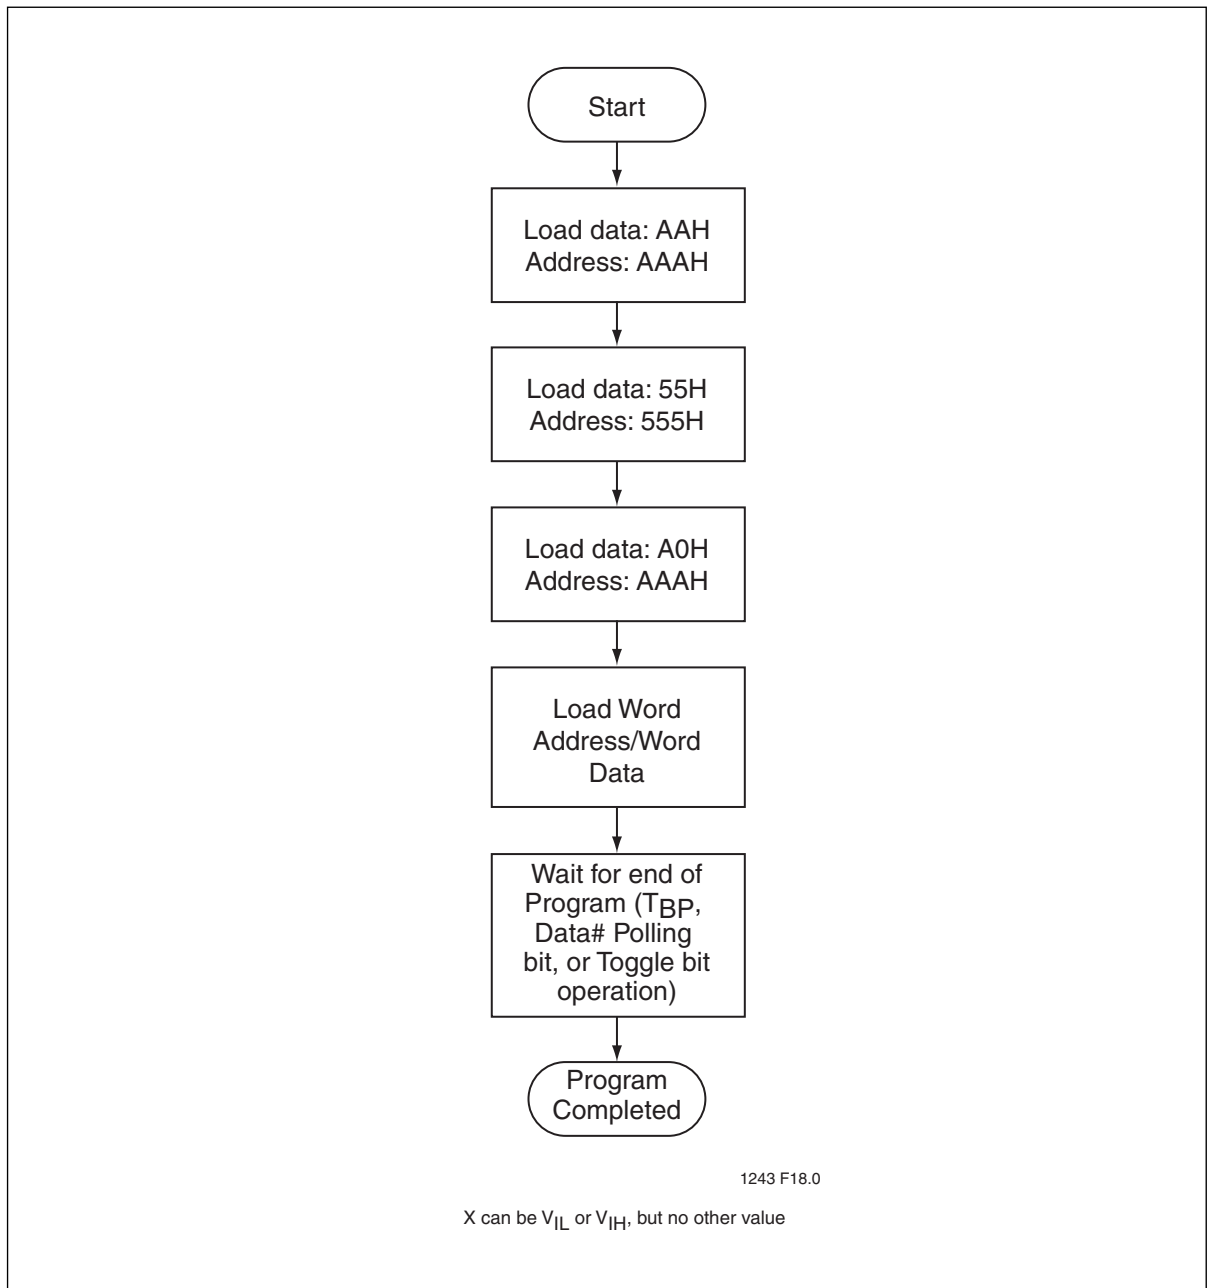 Start
Load data: AAH
Address: AAAH
Load data: 55H
Address: 555H
Load data: A0H
Address: AAAH
Load Word
Address/Word
Data
Wait for end of
Program (TBP,
Data# Polling
bit, or Toggle bit
operation)
Program
Completed
1243 F18.0
X can be VIL or VIH, but no other value